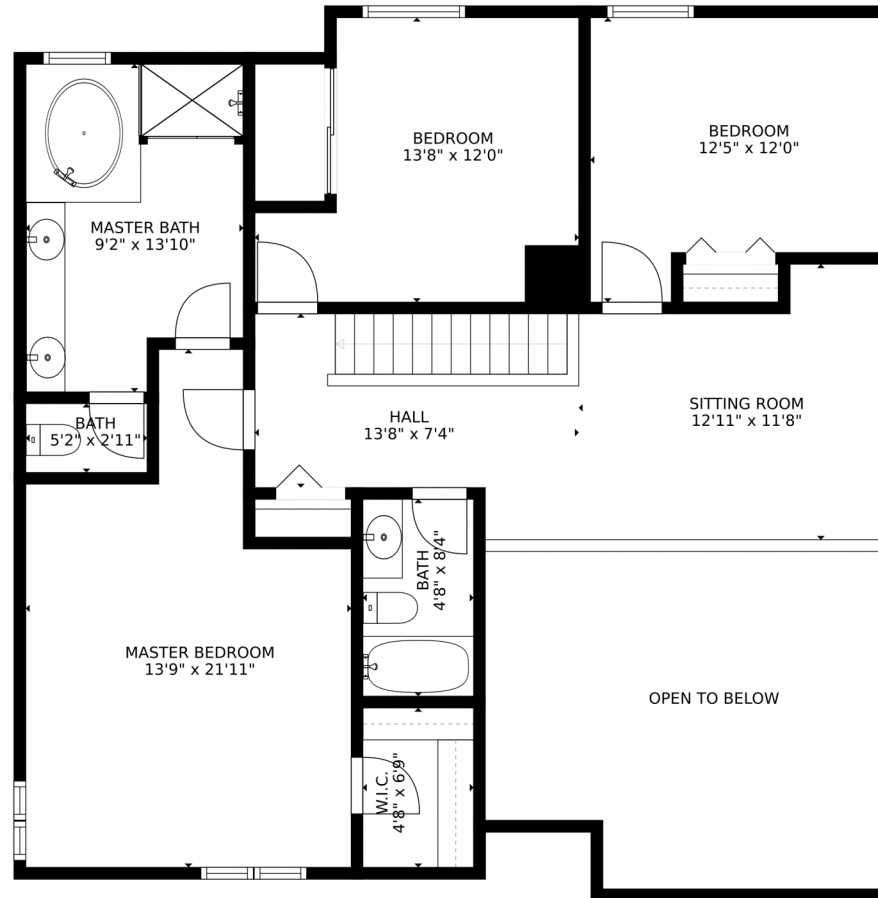 BEDROOM
13'8" x 12'0"
BEDROOM
12'5" x 12'0"
MASTER BATH
9'2" x 13'10"
BATH
5'2" x 2'11"
HALL
13'8" x 7'4"
SITTING ROOM
12'11" x 11'8"
BATH
4'8" x 8'4"
MASTER BEDROOM
13'9" x 21'11"
OPEN TO BELOW
W.I.C.
4'8" x 6'9"